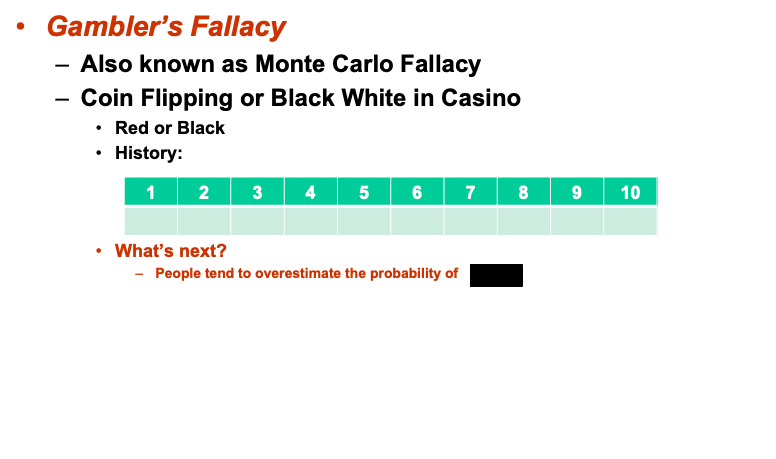 • Gambler's Fallacy
– Also known as Monte Carlo Fallacy
– Coin Flipping or Black White in Casino
• Red or Black
• History:
1 2 3 4 5 6 7 8 9 10
• What's next?
– People tend to overestimate the probability of